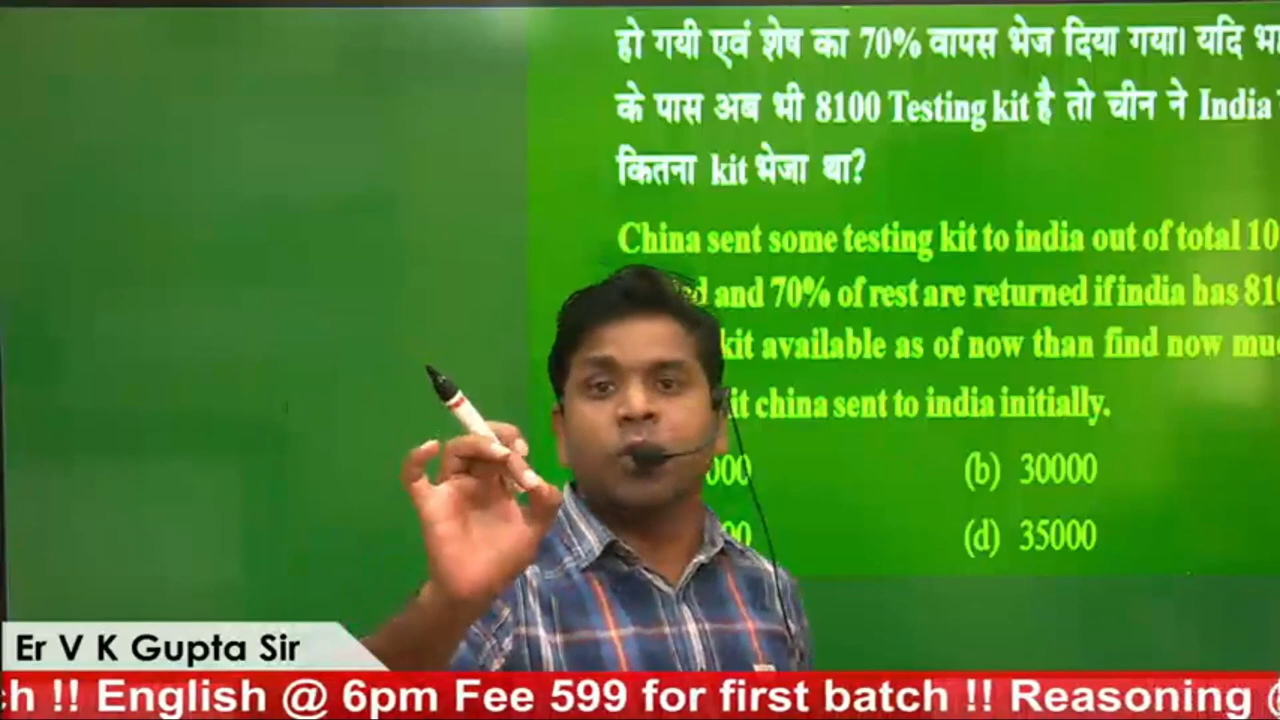 हो गयी एवं शेष का 70% वापस भेज दिया गया। यदि
के पास अब भी 8100 Testing kit है तो चीन ने India
कितना kit भेजा था?
China sent some testing kit to india out of total 10
and 70% of rest are returned if india has
kit available as of now than find now
china sent to india initially.
(b) 30000
(d) 35000
Er V K Gupta Sir
!! English @ 6pm Fee 599 for first batch !! Reasoning @